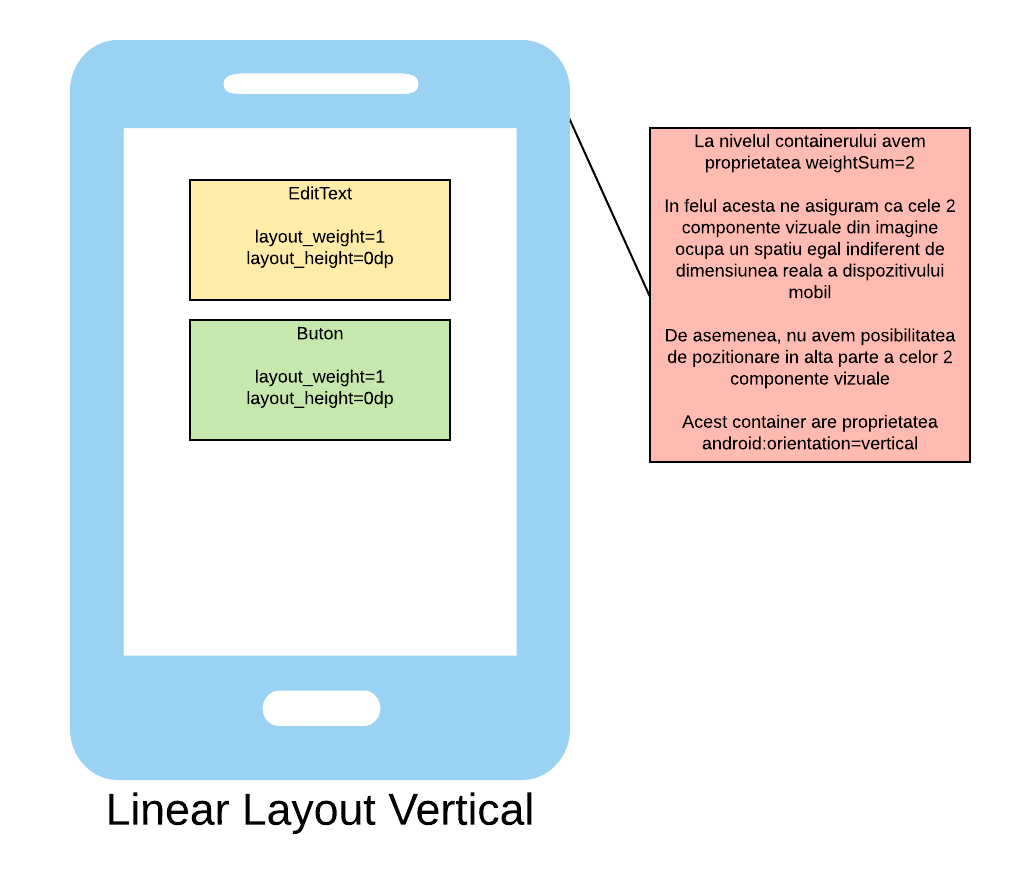 EditText
layout_weight=1
layout_height=0dp
Buton
layout_weight=1
layout_height=0dp
La nivelul containerului avem
proprietatea weightSum=2
In felul acesta ne asiguram ca cele 2
componente vizuale din imagine
ocupa un spatiu egal indiferent de
dimensiunea reala a dispozitivului
mobil
De asemenea, nu avem posibilitatea
de pozitionare in alta parte a celor 2
componente vizuale
Acest container are proprietatea
android:orientation=vertical
Linear Layout Vertical